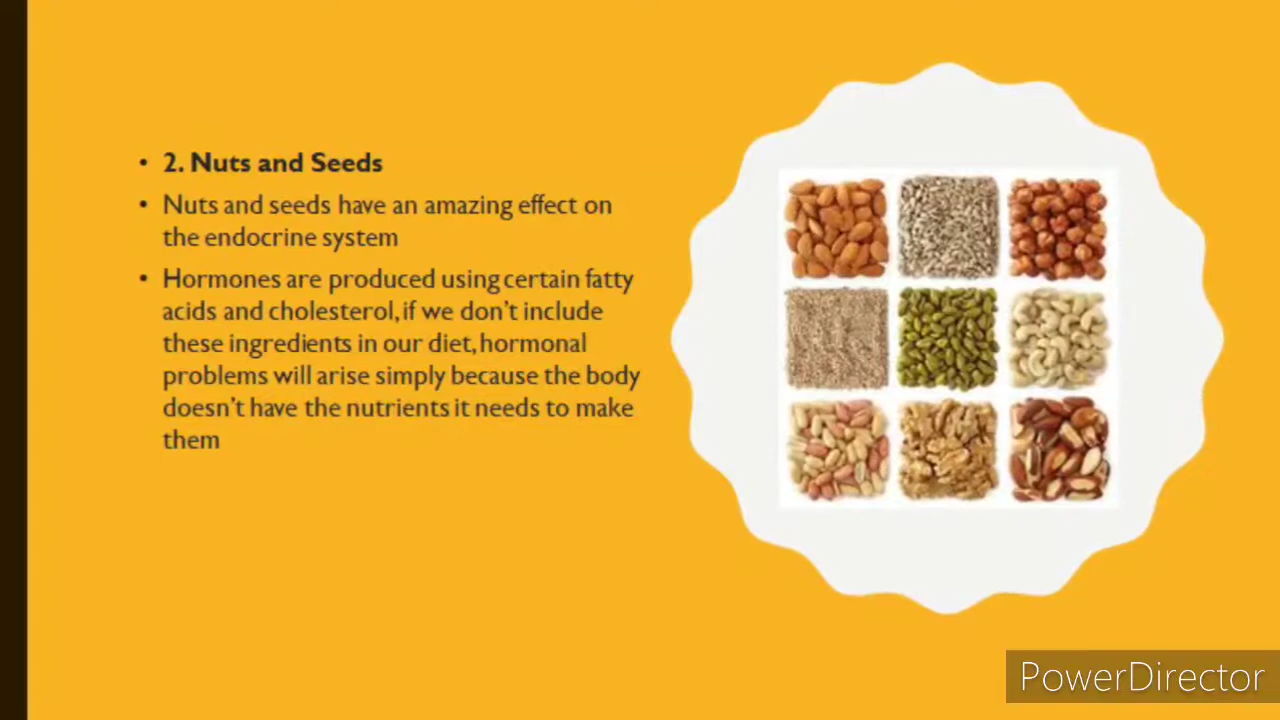 • 2. Nuts and Seeds
• Nuts and seeds have an amazing effect on
the endocrine system
• Hormones are produced using certain fatty
acids and cholesterol, if we don't include
these ingredients in our diet, hormonal
problems will arise simply because the body
doesn't have the nutrients it needs to make
them
PowerDirector